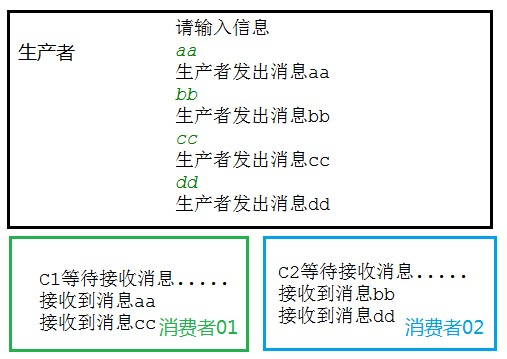 生产者
请输入信息
aa
生产者发出消息aa
bb
生产者发出消息bb
cc
生产者发出消息cc
dd
生产者发出消息dd
C1等待接收消息.....
接收到消息aa
接收到消息cc
消费者01
C2等待接收消息.....
接收到消息bb
接收到消息dd
消费者02